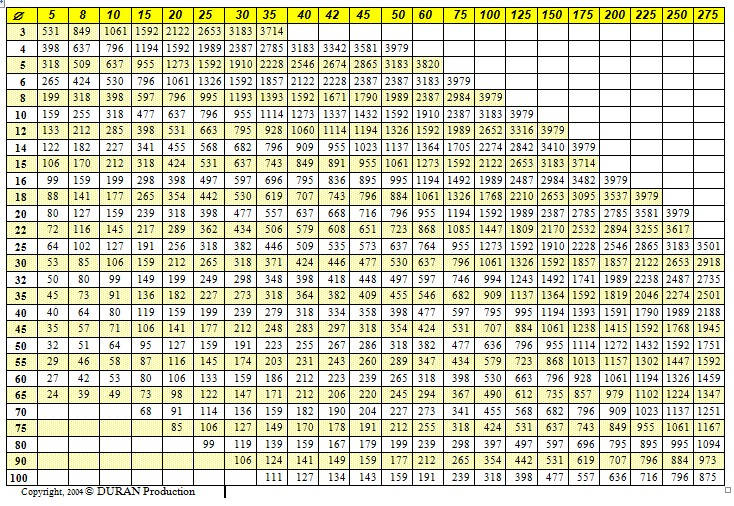 ⌀ 5 8 10 15 20 25 30 35 40 42 45 50 60 75 100 125 150 175 200 225 250 275
3 531 849 1061 1592 2122 2653 3183 3714
4 398 637 796 1194 1592 1989 2387 2785 3183 3342 3581 3979
5 318 509 637 955 1273 1592 1910 2228 2546 2674 2865 3183 3820
6 265 424 530 796 1061 1326 1592 1857 2122 2228 2387 2387 3183 3979
8 199 318 398 597 796 995 1193 1393 1592 1671 1790 1989 2387 2984 3979
10 159 255 318 477 637 796 955 1114 1273 1337 1432 1592 1910 2387 3183 3979
12 133 212 285 398 531 663 795 928 1060 1114 1194 1326 1592 1989 2652 3316 3979
14 122 182 227 341 455 568 682 796 909 955 1023 1137 1364 1705 2274 2842 3410 3979
15 106 170 212 318 424 531 637 743 849 891 955 1061 1273 1592 2122 2653 3183 3714
16 99 159 199 298 398 497 597 696 795 836 895 995 1194 1492 1989 2487 2984 3482 3979
18 88 141 177 265 354 442 530 619 707 743 796 884 1061 1326 1768 2210 2653 3095 3537 3979
20 80 127 159 239 318 398 477 557 637 668 716 796 955 1194 1592 1989 2387 2785 2785 3581 3979
22 72 116 145 217 289 362 434 506 579 608 651 723 868 1085 1447 1809 2170 2532 2894 3255 3617
25 64 102 127 191 256 318 382 446 509 535 573 637 764 955 1273 1592 1910 2228 2546 2865 3183 3501
30 53 85 106 159 212 265 318 371 424 446 477 530 637 796 1061 1326 1592 1857 1857 2122 2653 2918
32 50 80 99 149 199 249 298 348 398 418 448 497 597 746 994 1243 1492 1741 1989 2238 2487 2735
35 45 73 91 136 182 227 273 318 364 382 409 455 546 682 909 1137 1364 1592 1819 2046 2274 2501
40 40 64 80 119 159 199 239 279 318 334 358 398 477 597 795 995 1194 1393 1591 1790 1989 2188
45 35 57 71 106 141 177 212 248 283 297 318 354 424 531 707 884 1061 1238 1415 1592 1768 1945
50 32 51 64 95 127 159 191 223 255 267 286 318 382 477 636 796 955 1114 1272 1432 1592 1751
55 29 46 58 87 116 145 174 203 231 243 260 289 347 434 579 723 868 1013 1157 1302 1447 1592
60 27 42 53 80 106 133 159 186 212 223 239 265 318 398 530 663 796 928 1061 1194 1326 1459
65 24 39 49 73 98 122 147 171 212 206 220 245 294 367 490 612 735 857 979 1102 1224 1347
70 68 91 114 136 159 182 190 204 227 273 341 455 568 682 796 909 1023 1137 1251
75 85 106 127 149 170 178 191 212 255 318 424 531 637 743 849 955 1061 1167
80 99 119 139 159 167 179 199 239 298 397 497 597 696 795 895 995 1094
90 106 124 141 149 159 177 212 265 354 442 531 619 707 796 884 973
100 111 127 134 143 159 191 239 318 398 477 557 636 716 796 875
Copyright, 2004 © DURAN Production